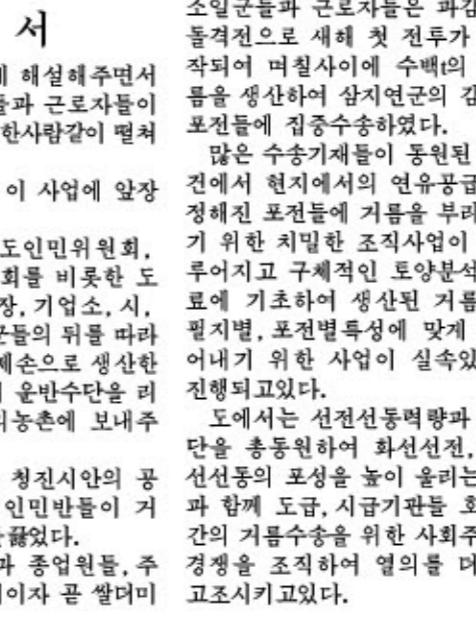 서
해설해주면서
근로자들이
한사람같이 떨쳐
이 사업에 앞장
도인민위원회,
회를 비롯한 도
장, 기업소, 시,
군들의 뒤를 따라
제손으로 생산한
운반수단을 리
농촌에 보내주
청진시안의 공
인민반들이 거
끓었다.
종업원들, 주
이자 곧 쌀더미
소일군들과 근로자들은 과감
돌격전으로 새해 첫 전투가
작되여 며칠사이에 수백t의
름을 생산하여 삼지연군의 감
포전들에 집중수송하였다.
많은 수송기재들이 동원된
건에서 현지에서의 연유공급
정해진 포전들에 거름을 부리
기 위한 치밀한 조직사업이
루어지고 구체적인 토양분석
료에 기초하여 생산된 거름
필지별, 포전별특성에 맞게
어내기 위한 사업이 실속있
진행되고있다.
도에서는 선전선동력량과
단을 총동원하여 화선선전,
선선동의 포성을 높이 울리는
과 함께 도급, 시급기관들 호
간의 거름수송을 위한 사회주
경쟁을 조직하여 열의를 더
고조시키고있다.